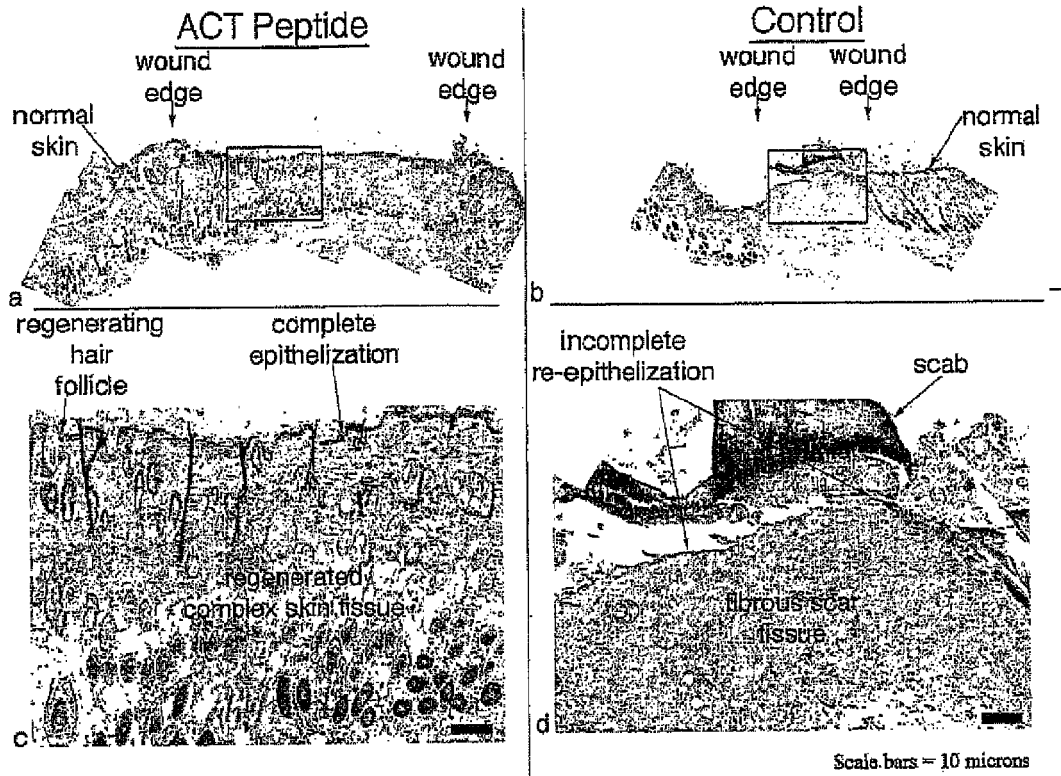 ACT Peptide
wound
edge
wound
edge
normal
skin
a
Control
wound
edge
wound
edge
normal
skin
b
regenerating
hair
follicle
complete
epithelization
regenerated
complex skin tissue
c
incomplete
re-epithelization
scab
fibrous scar
tissue
d
Scale bars = 10 microns